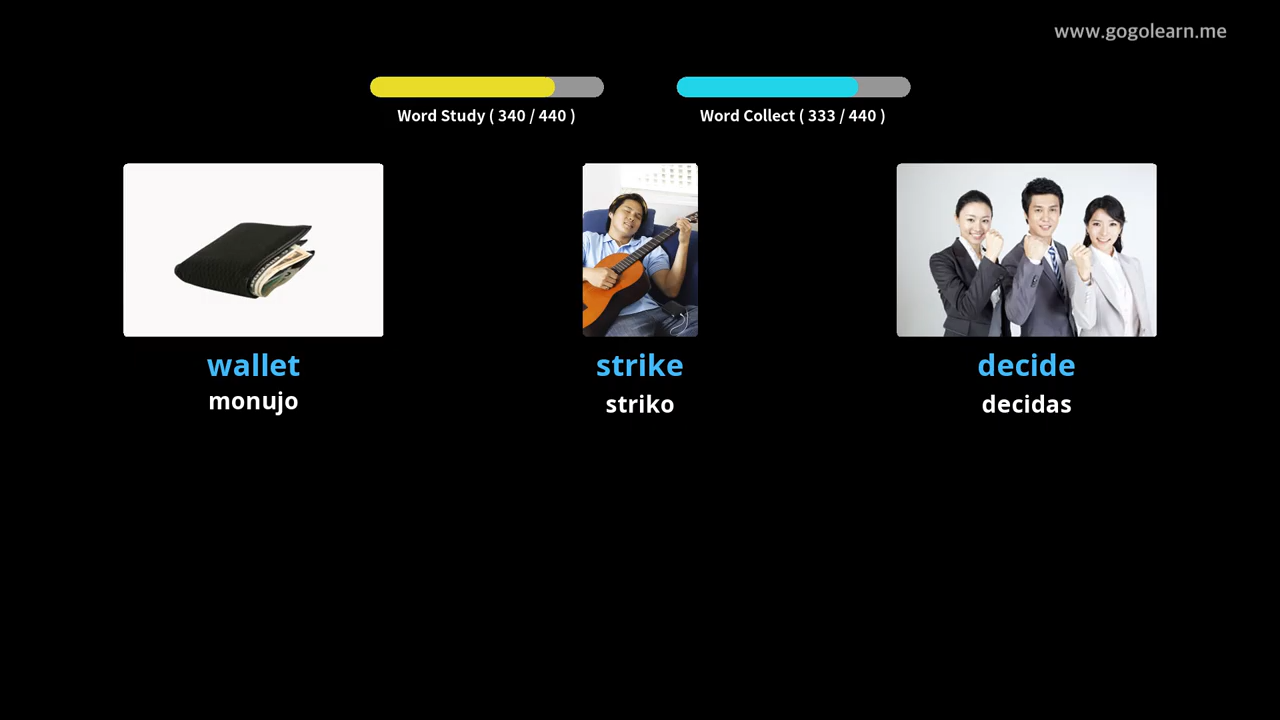 www.gogolearn.me
Word Study ( 340 / 440 )
Word Collect ( 333 / 440 )
wallet
monujo
strike
striko
decide
decidas